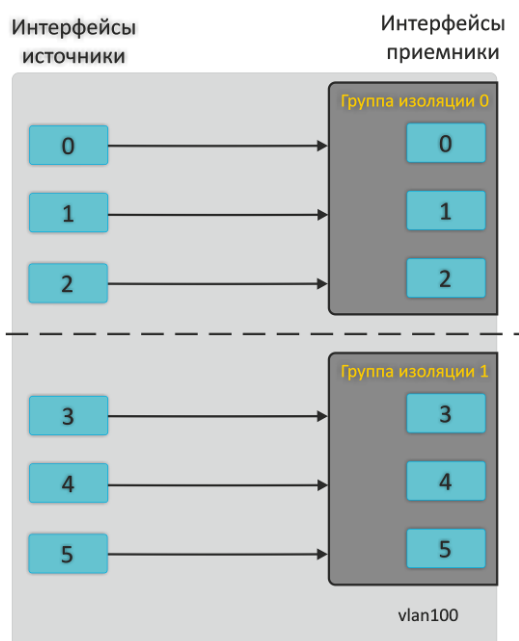 Интерфейсы
источники
Интерфейсы
приемники
Группа изоляции 0
0
0
1
1
2
2
Группа изоляции 1
3
3
4
4
5
5
vlan100